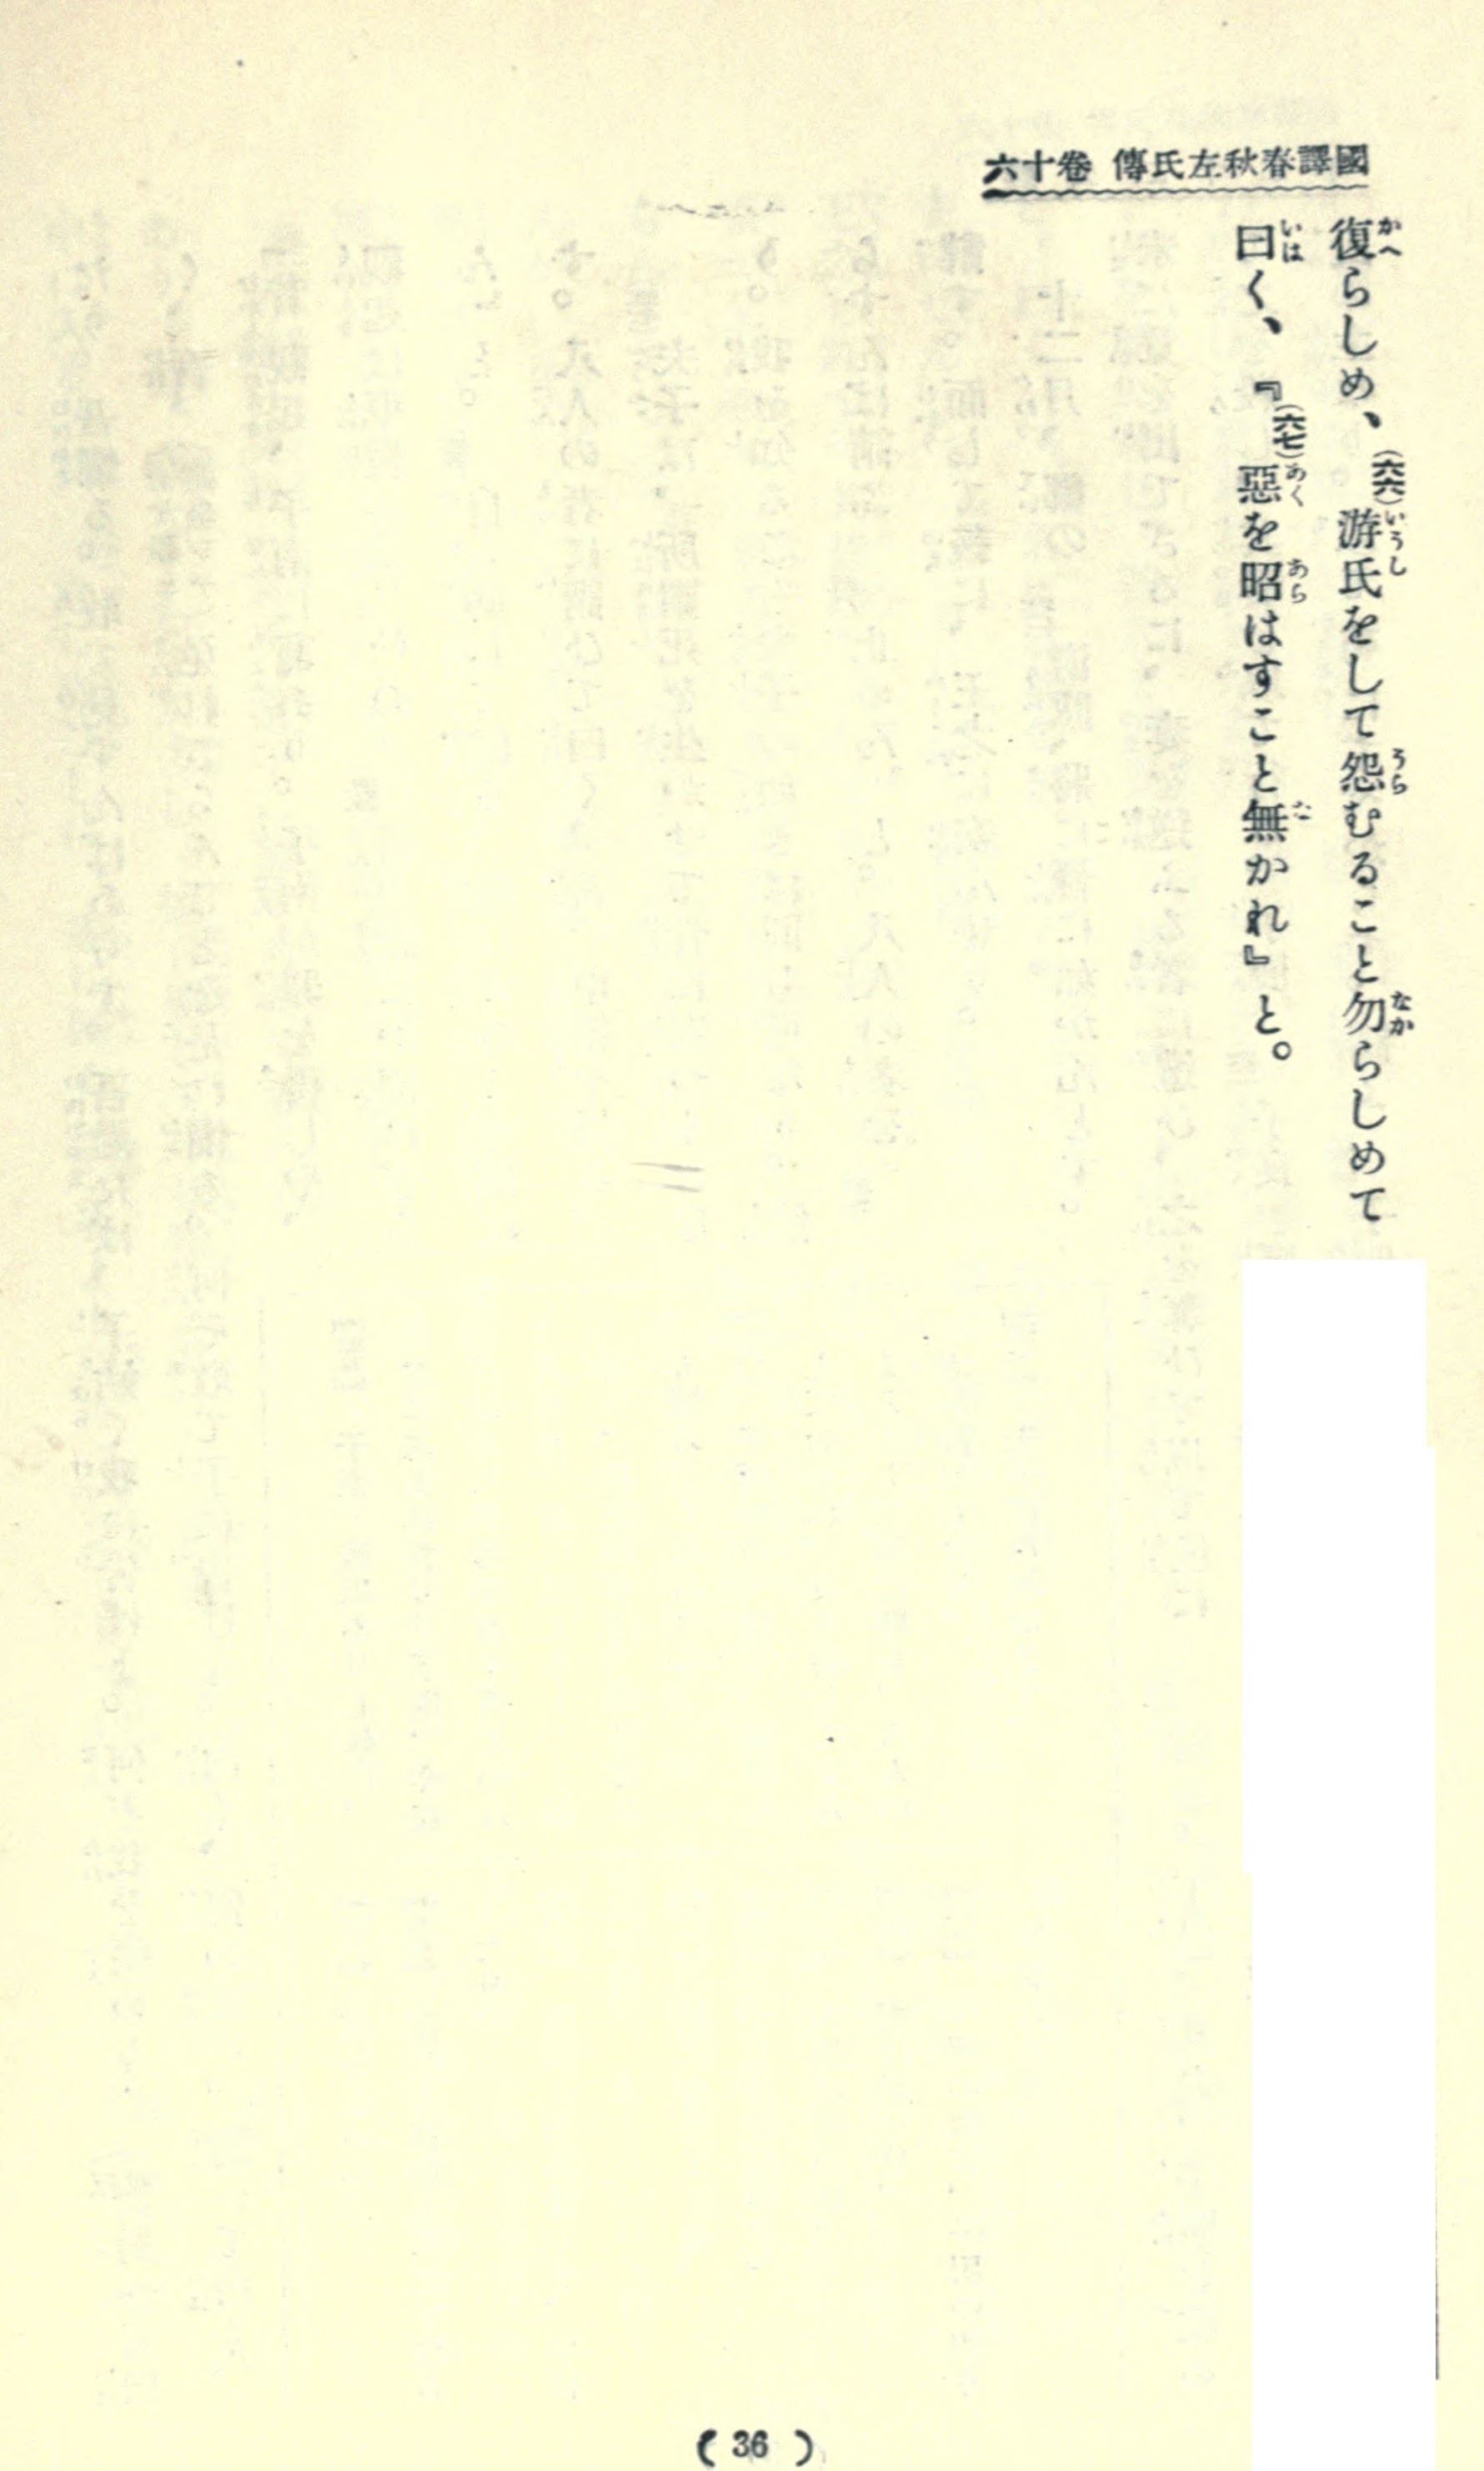 國譯春秋左氏傳 卷十六
復らしめ、(六六)游氏をして怨むること勿らしめて
曰く、『(六七)惡を昭はすこと無かれ』と。
( 36 )